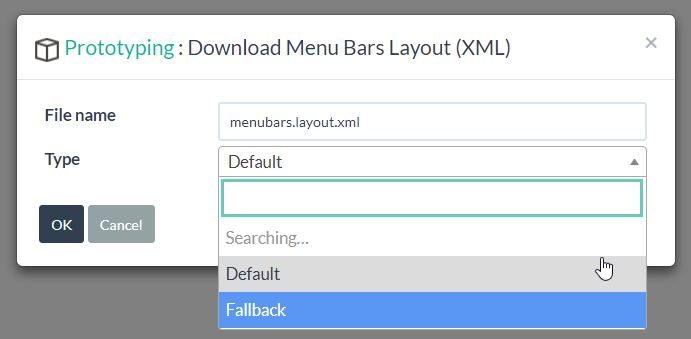 Prototyping : Download Menu Bars Layout (XML) ×
File name menubars.layout.xml
Type Default
Searching...
OK Cancel
Default
Fallback